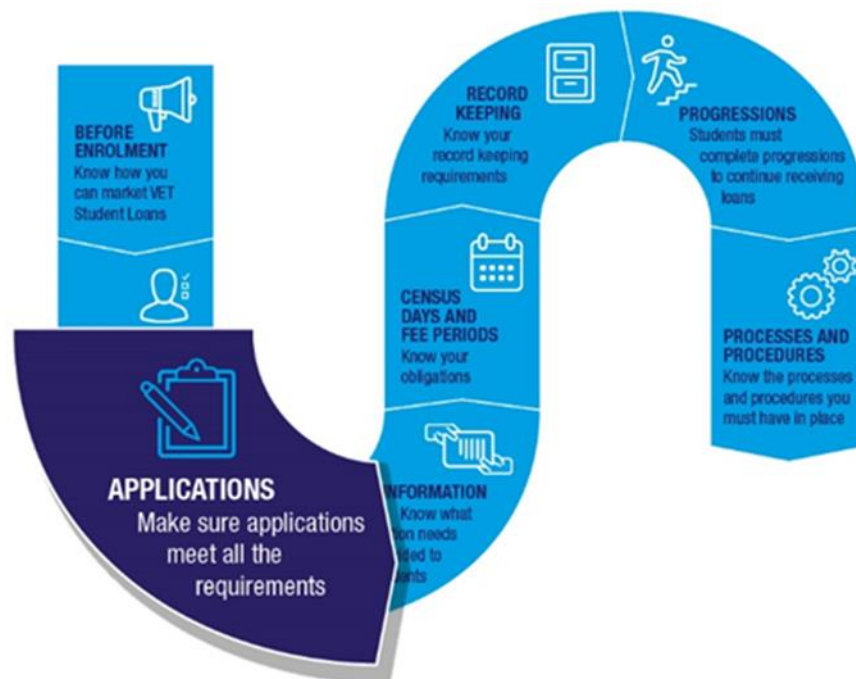 BEFORE
ENROLMENT
Know how you
can market VET
Student Loans
APPLICATIONS
Make sure applications
meet all the
requirements
NFORMATION
Know what
on needs
ded to
ents
CENSUS
DAYS AND
FEE PERIODS
Know your
obligations
RECORD
KEEPING
Know your
record keeping
requirements
PROGRESSIONS
Students must
complete progressions
to continue receiving
loans
PROCESSES AND
PROCEDURES
Know the processes
and procedures you
must have in place